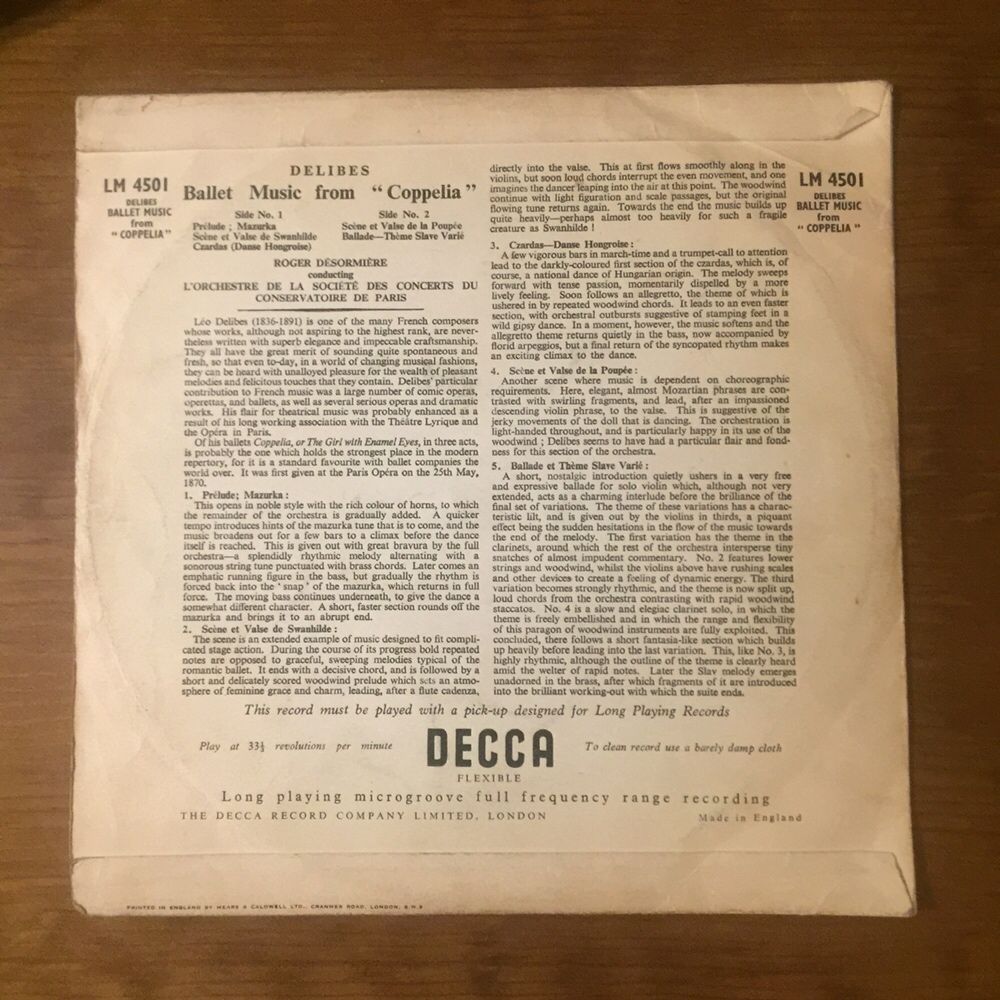 LM 4501
DELIBES
BALLET MUSIC
from
" COPPELIA "
DELIBES
Ballet Music from "Coppelia"
Side No. 1
Prélude ; Mazurka
Scène et Valse de Swanhilde
Czardas (Danse Hongroise)
Side No. 2
Scène et Valse de la Poupée
Ballade—Thème Slave Varié
ROGER DÉSORMIÈRE
conducting
L'ORCHESTRE DE LA SOCIÉTÉ DES CONCERTS DU
CONSERVATOIRE DE PARIS
Léo Delibes (1836-1891) is one of the many French composers
whose works, although not aspiring to the highest rank, are never-
theless written with superb elegance and impeccable craftsmanship.
They all have the great merit of sounding quite spontaneous and
fresh, so that even to-day, in a world of changing musical fashions,
they can be heard with unalloyed pleasure for the wealth of pleasant
melodies and felicitous touches that they contain. Delibes' particular
contribution to French music was a large number of comic operas,
operettas, and ballets, as well as several serious operas and dramatic
works. His flair for theatrical music was probably enhanced as a
result of his long working association with the Théâtre Lyrique and
the Opéra in Paris.
Of his ballets Coppelia, or The Girl with Enamel Eyes, in three acts,
is probably the one which holds the strongest place in the modern
repertory, for it is a standard favourite with ballet companies the
world over. It was first given at the Paris Opéra on the 25th May,
1870.
1. Prélude; Mazurka :
This opens in noble style with the rich colour of horns, to which
the remainder of the orchestra is gradually added. A quicker
tempo introduces hints of the mazurka tune that is to come, and the
music broadens out for a few bars to a climax before the dance
itself is reached. This is given out with great bravura by the full
orchestra—a splendidly rhythmic melody alternating with a
sonorous string tune punctuated with brass chords. Later comes an
emphatic running figure in the bass, but gradually the rhythm is
forced back into the 'snap' of the mazurka, which returns in full
force. The moving bass continues underneath, to give the dance a
somewhat different character. A short, faster section rounds off the
mazurka and brings it to an abrupt end.
2. Scène et Valse de Swanhilde :
The scene is an extended example of music designed to fit compli-
cated stage action. During the course of its progress bold repeated
notes are opposed to graceful, sweeping melodies typical of the
romantic ballet. It ends with a decisive chord, and is followed by a
short and delicately scored woodwind prelude which sets an atmo-
sphere of feminine grace and charm, leading, after a flute cadenza,
directly into the valse. This at first flows smoothly along in the
violins, but soon loud chords interrupt the even movement, and one
imagines the dancer leaping into the air at this point. The woodwind
continue with light figuration and scale passages, but the original
flowing tune returns again. Towards the end the music builds up
quite heavily—perhaps almost too heavily for such a fragile
creature as Swanhilde !
3. Czardas—Danse Hongroise :
A few vigorous bars in march-time and a trumpet-call to attention
lead to the darkly-coloured first section of the czardas, which is, of
course, a national dance of Hungarian origin. The melody sweeps
forward with tense passion, momentarily dispelled by a more
lively feeling. Soon follows an allegretto, the theme of which is
ushered in by repeated woodwind chords. It leads to an even faster
section, with orchestral outbursts suggestive of stamping feet in a
wild gipsy dance. In a moment, however, the music softens and the
allegretto theme returns quietly in the bass, now accompanied by
florid arpeggios, but a final return of the syncopated rhythm makes
an exciting climax to the dance.
4. Scène et Valse de la Poupée :
Another scene where music is dependent on choreographic
requirements. Here, elegant, almost Mozartian phrases are con-
trasted with swirling fragments, and lead, after an impassioned
descending violin phrase, to the valse. This is suggestive of the
jerky movements of the doll that is dancing. The orchestration is
light-handed throughout, and is particularly happy in its use of the
woodwind ; Delibes seems to have had a particular flair and fond-
ness for this section of the orchestra.
5. Ballade et Thème Slave Varié :
A short, nostalgic introduction quietly ushers in a very free
and expressive ballade for solo violin which, although not very
extended, acts as a charming interlude before the brilliance of the
final set of variations. The theme of these variations has a charac-
teristic lilt, and is given out by the violins in thirds, a piquant
effect being the sudden hesitations in the flow of the music towards
the end of the melody. The first variation has the theme in the
clarinets, around which the rest of the orchestra intersperse tiny
snatches of almost impudent commentary. No. 2 features lower
strings and woodwind, whilst the violins above have rushing scales
and other devices to create a feeling of dynamic energy. The third
variation becomes strongly rhythmic, and the theme is now split up,
loud chords from the orchestra contrasting with rapid woodwind
staccatos. No. 4 is a slow and elegiac clarinet solo, in which the
theme is freely embellished and in which the range and flexibility
of this paragon of woodwind instruments are fully exploited. This
concluded, there follows a short fantasia-like section which builds
up heavily before leading into the last variation. This, like No. 3, is
highly rhythmic, although the outline of the theme is clearly heard
amid the welter of rapid notes. Later the Slav melody emerges
unadorned in the brass, after which fragments of it are introduced
into the brilliant working-out with which the suite ends.
LM 4501
DELIBES
BALLET MUSIC
from
" COPPELIA "
This record must be played with a pick-up designed for Long Playing Records
Play at 33⅓ revolutions per minute
DECCA
FLEXIBLE
To clean record use a barely damp cloth
Long playing microgroove full frequency range recording
THE DECCA RECORD COMPANY LIMITED, LONDON
Made in England
PRINTED IN ENGLAND BY MEARS & CALDWELL LTD., CRANMER ROAD, LONDON, S.W.9